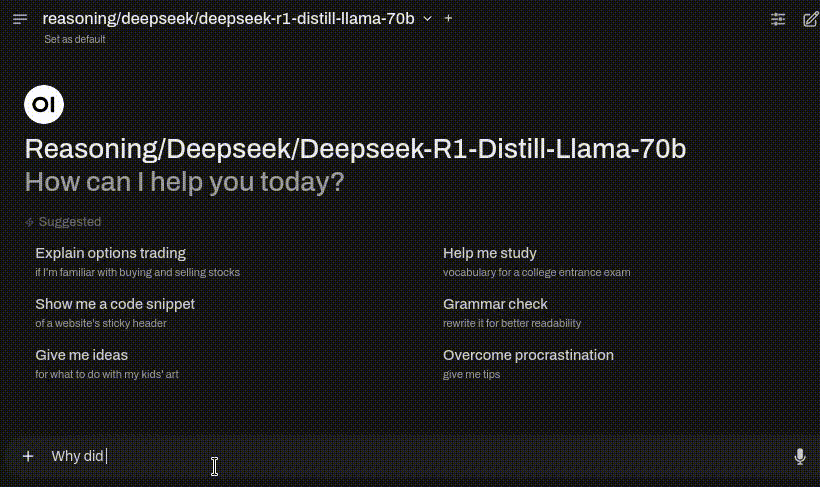 reasoning/deepseek/deepseek-r1-distill-llama-70b
Set as default
OI
Reasoning/Deepseek/Deepseek-R1-Distill-Llama-70b
How can I help you today?
Suggested
Explain options trading
if I'm familiar with buying and selling stocks
Help me study
vocabulary for a college entrance exam
Show me a code snippet
of a website's sticky header
Grammar check
rewrite it for better readability
Give me ideas
for what to do with my kids' art
Overcome procrastination
give me tips
Why did